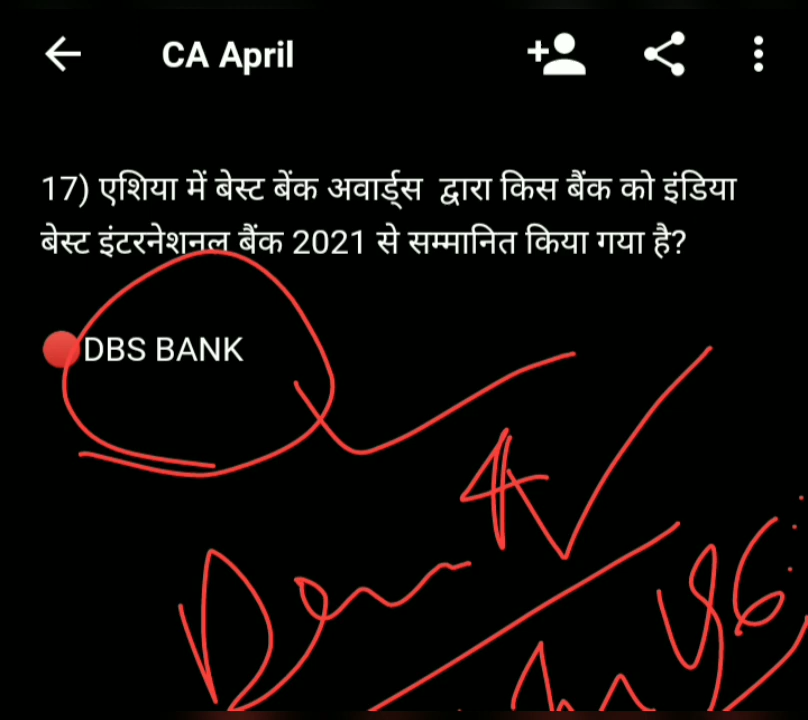 CA April
17) एशिया में बेस्ट बेंक अवार्ड्स द्वारा किस बैंक को इंडिया
बेस्ट इंटरनेशनल बैंक 2021 से सम्मानित किया गया है?
DBS BANK